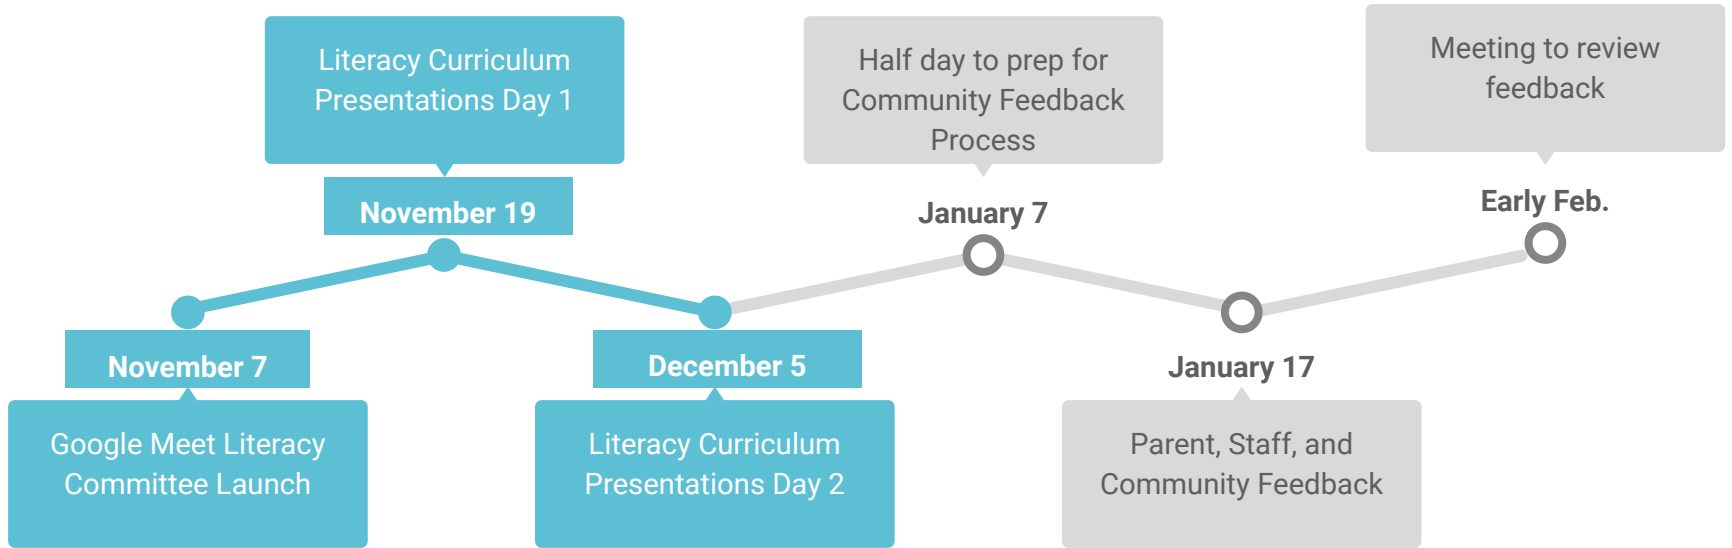 Literacy Curriculum
Presentations Day 1
November 19
November 7
Google Meet Literacy
Committee Launch
December 5
Literacy Curriculum
Presentations Day 2
Half day to prep for
Community Feedback
Process
January 7
January 17
Parent, Staff, and
Community Feedback
Meeting to review
feedback
Early Feb.